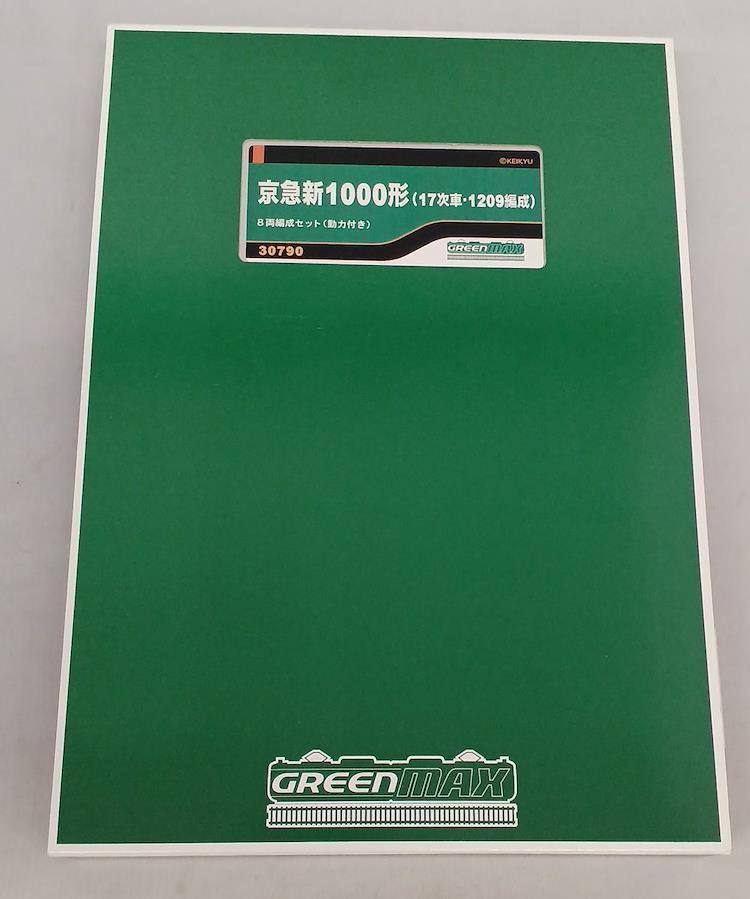 ©KEIKYU
京急新1000形(17次車・1209編成)
8両編成セット(動力付き)
30790
GREENMAX
GREENMAX